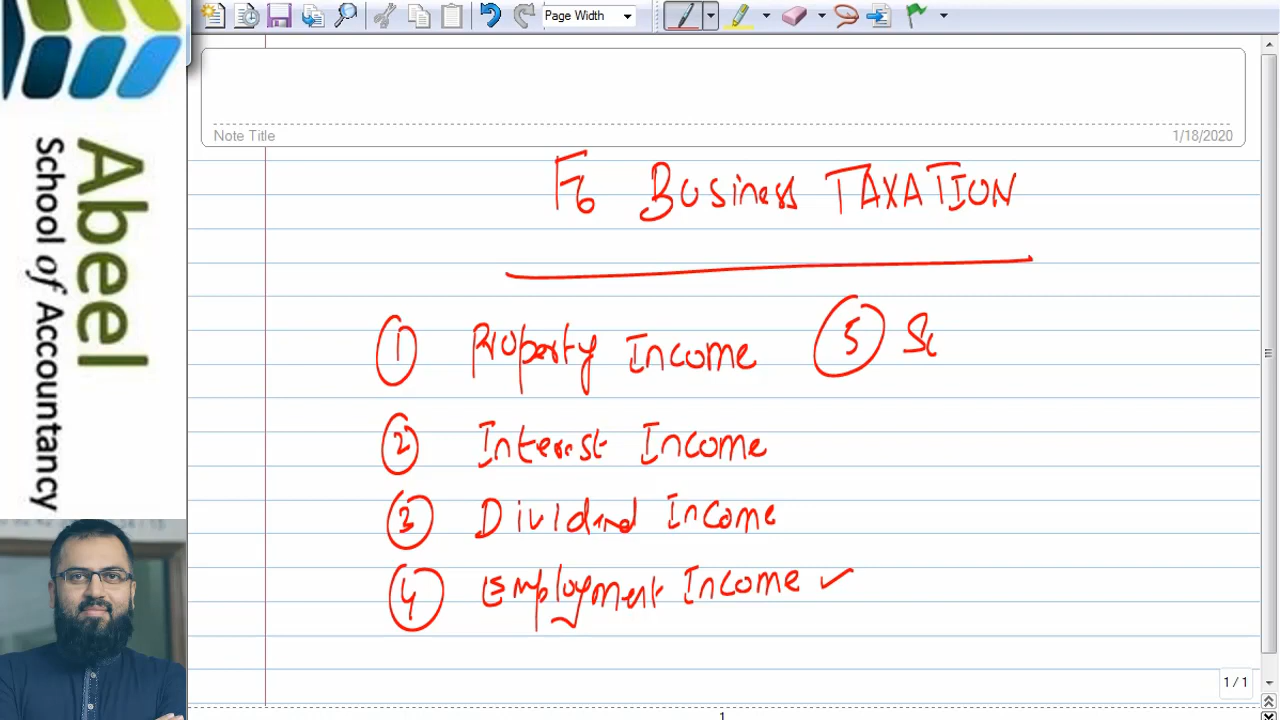 Page Width
Abeel
School of Accountancy
Note Title
1/18/2020
F6 Business TAXATION
1 Property Income
2 Interest Income
3 Dividend Income
4 Employment Income ✓
5 Se
1 / 1
1